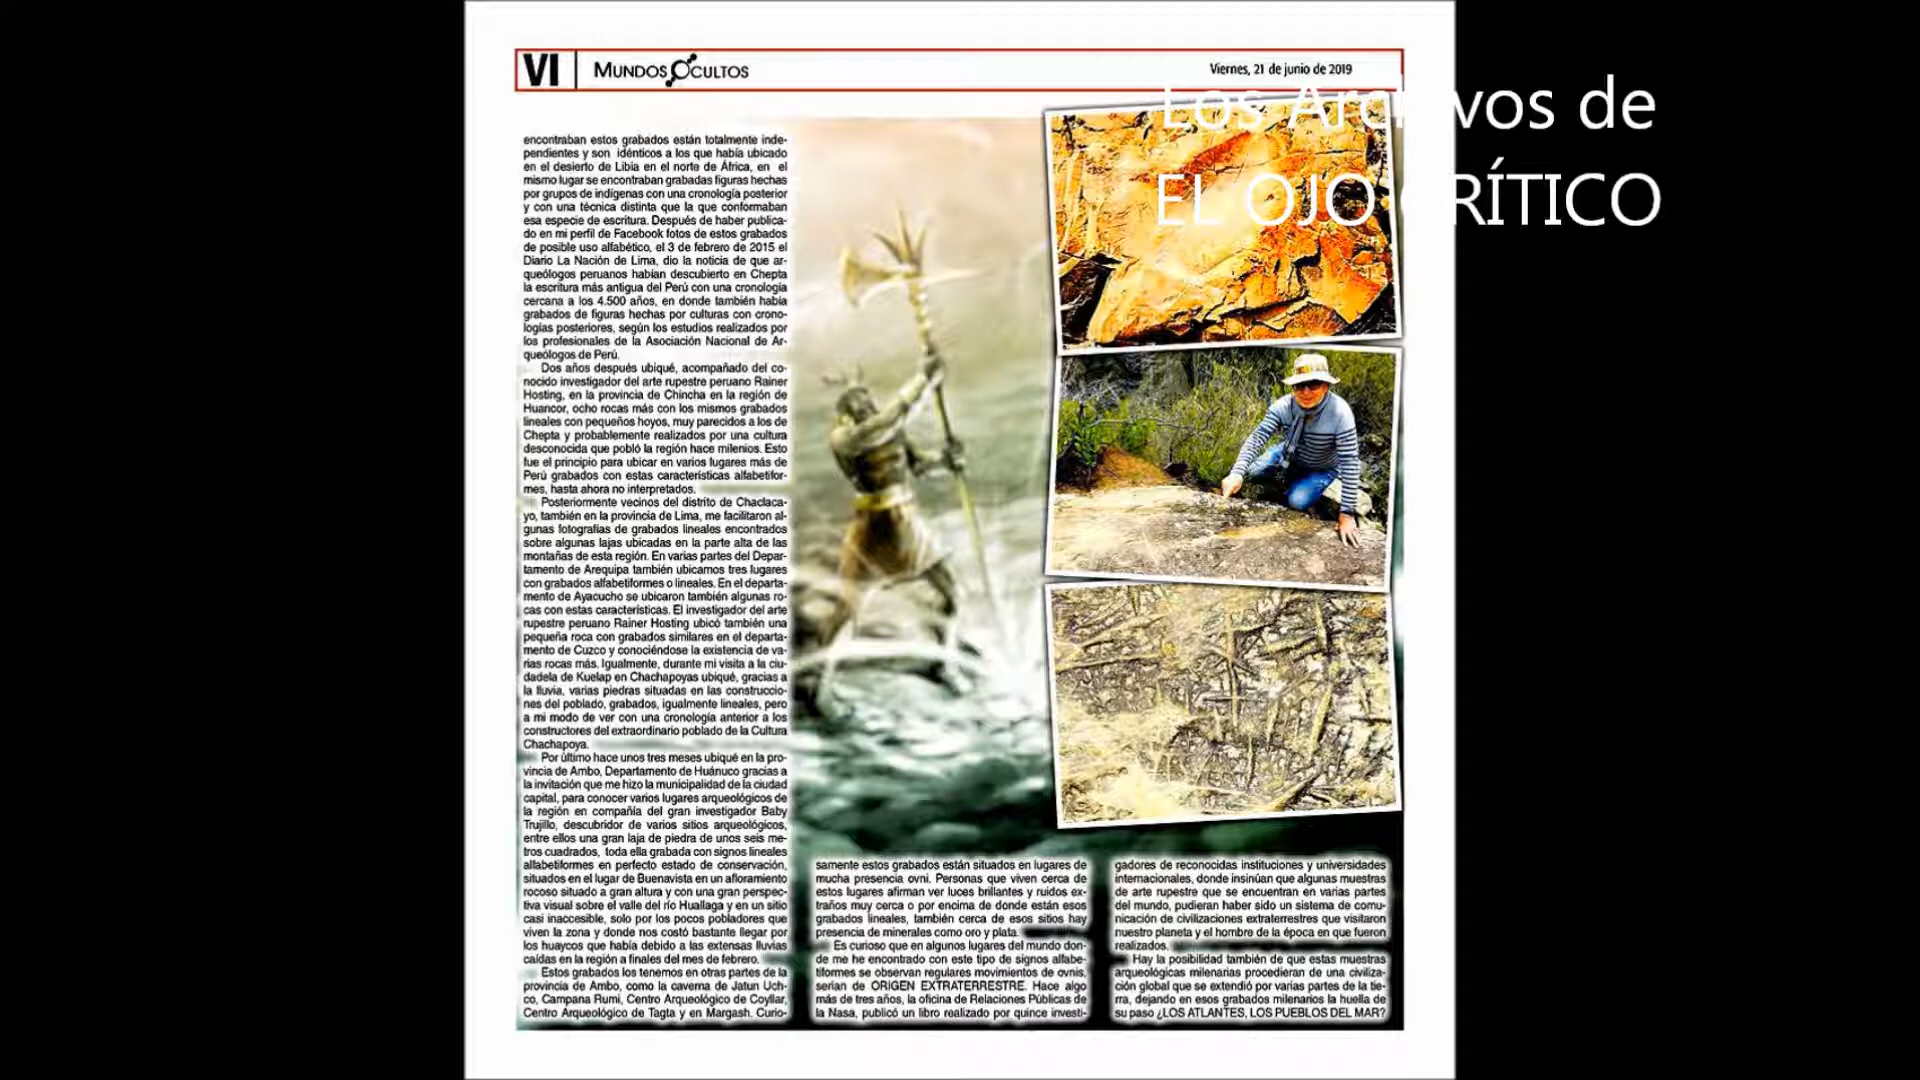 VI
MUNDOS OCULTOS
Viernes, 21 de junio de 2019
Los Archivos de
EL OJO CRÍTICO
encontraban estos grabados están totalmente inde-
pendientes y son idénticos a los que había ubicado
en el desierto de Libia en el norte de África, en el
mismo lugar se encontraban grabadas figuras hechas
por grupos de indígenas con una cronología posterior
y con una técnica distinta que la que conformaban
esa especie de escritura. Después de haber publica-
do en mi perfil de Facebook fotos de estos grabados
de posible uso alfabético, el 3 de febrero de 2015 el
Diario La Nación de Lima, dio la noticia de que ar-
queólogos peruanos habían descubierto en Chepta
la escritura más antigua del Perú con una cronología
cercana a los 4.500 años, en donde también había
grabados de figuras hechas por culturas con crono-
logías posteriores, según los estudios realizados por
los profesionales de la Asociación Nacional de Ar-
queólogos de Perú.
Dos años después ubiqué, acompañado del co-
nocido investigador del arte rupestre peruano Rainer
Hosting, en la provincia de Chincha en la región de
Huancor, ocho rocas más con los mismos grabados
lineales con pequeños hoyos, muy parecidos a los de
Chepta y probablemente realizados por una cultura
desconocida que pobló la región hace milenios. Esto
fue el principio para ubicar en varios lugares más de
Perú grabados con estas características alfabetifor-
mes, hasta ahora no interpretados.
Posteriormente vecinos del distrito de Chaclaca-
yo, también en la provincia de Lima, me facilitaron al-
gunas fotografías de grabados lineales encontrados
sobre algunas lajas ubicadas en la parte alta de las
montañas de esta región. En varias partes del Depar-
tamento de Arequipa también ubicamos tres lugares
con grabados alfabetiformes o lineales. En el departa-
mento de Ayacucho se ubicaron también algunas ro-
cas con estas características. El investigador del arte
rupestre peruano Rainer Hosting ubicó también una
pequeña roca con grabados similares en el departa-
mento de Cuzco y conociéndose la existencia de va-
rias rocas más. Igualmente, durante mi visita a la ciu-
dadela de Kuelap en Chachapoyas ubiqué, gracias a
la lluvia, varias piedras situadas en las construccio-
nes del poblado, grabados, igualmente lineales, pero
a mi modo de ver con una cronología anterior a los
constructores del extraordinario poblado de la Cultura
Chachapoya.
Por último hace unos tres meses ubiqué en la pro-
vincia de Ambo, Departamento de Huánuco gracias a
la invitación que me hizo la municipalidad de la ciudad
capital, para conocer varios lugares arqueológicos de
la región en compañía del gran investigador Baby
Trujillo, descubridor de varios sitios arqueológicos,
entre ellos una gran laja de piedra de unos seis me-
tros cuadrados, toda ella grabada con signos lineales
alfabetiformes en perfecto estado de conservación,
situados en el lugar de Buenavista en un afloramiento
rocoso situado a gran altura y con una gran perspec-
tiva visual sobre el valle del río Huallaga y en un sitio
casi inaccesible, solo por los pocos pobladores que
viven la zona y donde nos costó bastante llegar por
los huaycos que había debido a las extensas lluvias
caídas en la región a finales del mes de febrero.
Estos grabados los tenemos en otras partes de la
provincia de Ambo, como la caverna de Jatun Uch-
co, Campana Rumi, Centro Arqueológico de Coyllar,
Centro Arqueológico de Tagta y en Margash. Curio-
samente estos grabados están situados en lugares de
mucha presencia ovni. Personas que viven cerca de
estos lugares afirman ver luces brillantes y ruidos ex-
traños muy cerca o por encima de donde están esos
grabados lineales, también cerca de esos sitios hay
presencia de minerales como oro y plata.
Es curioso que en algunos lugares del mundo don-
de me he encontrado con este tipo de signos alfabe-
tiformes se observan regulares movimientos de ovnis,
serían de ORIGEN EXTRATERRESTRE. Hace algo
más de tres años, la oficina de Relaciones Públicas de
la Nasa, publicó un libro realizado por quince investi-
gadores de reconocidas instituciones y universidades
internacionales, donde insinúan que algunas muestras
de arte rupestre que se encuentran en varias partes
del mundo, pudieran haber sido un sistema de comu-
nicación de civilizaciones extraterrestres que visitaron
nuestro planeta y el hombre de la época en que fueron
realizados.
Hay la posibilidad también de que estas muestras
arqueológicas milenarias procedieran de una civiliza-
ción global que se extendió por varias partes de la tie-
rra, dejando en esos grabados milenarios la huella de
su paso ¿LOS ATLANTES, LOS PUEBLOS DEL MAR?